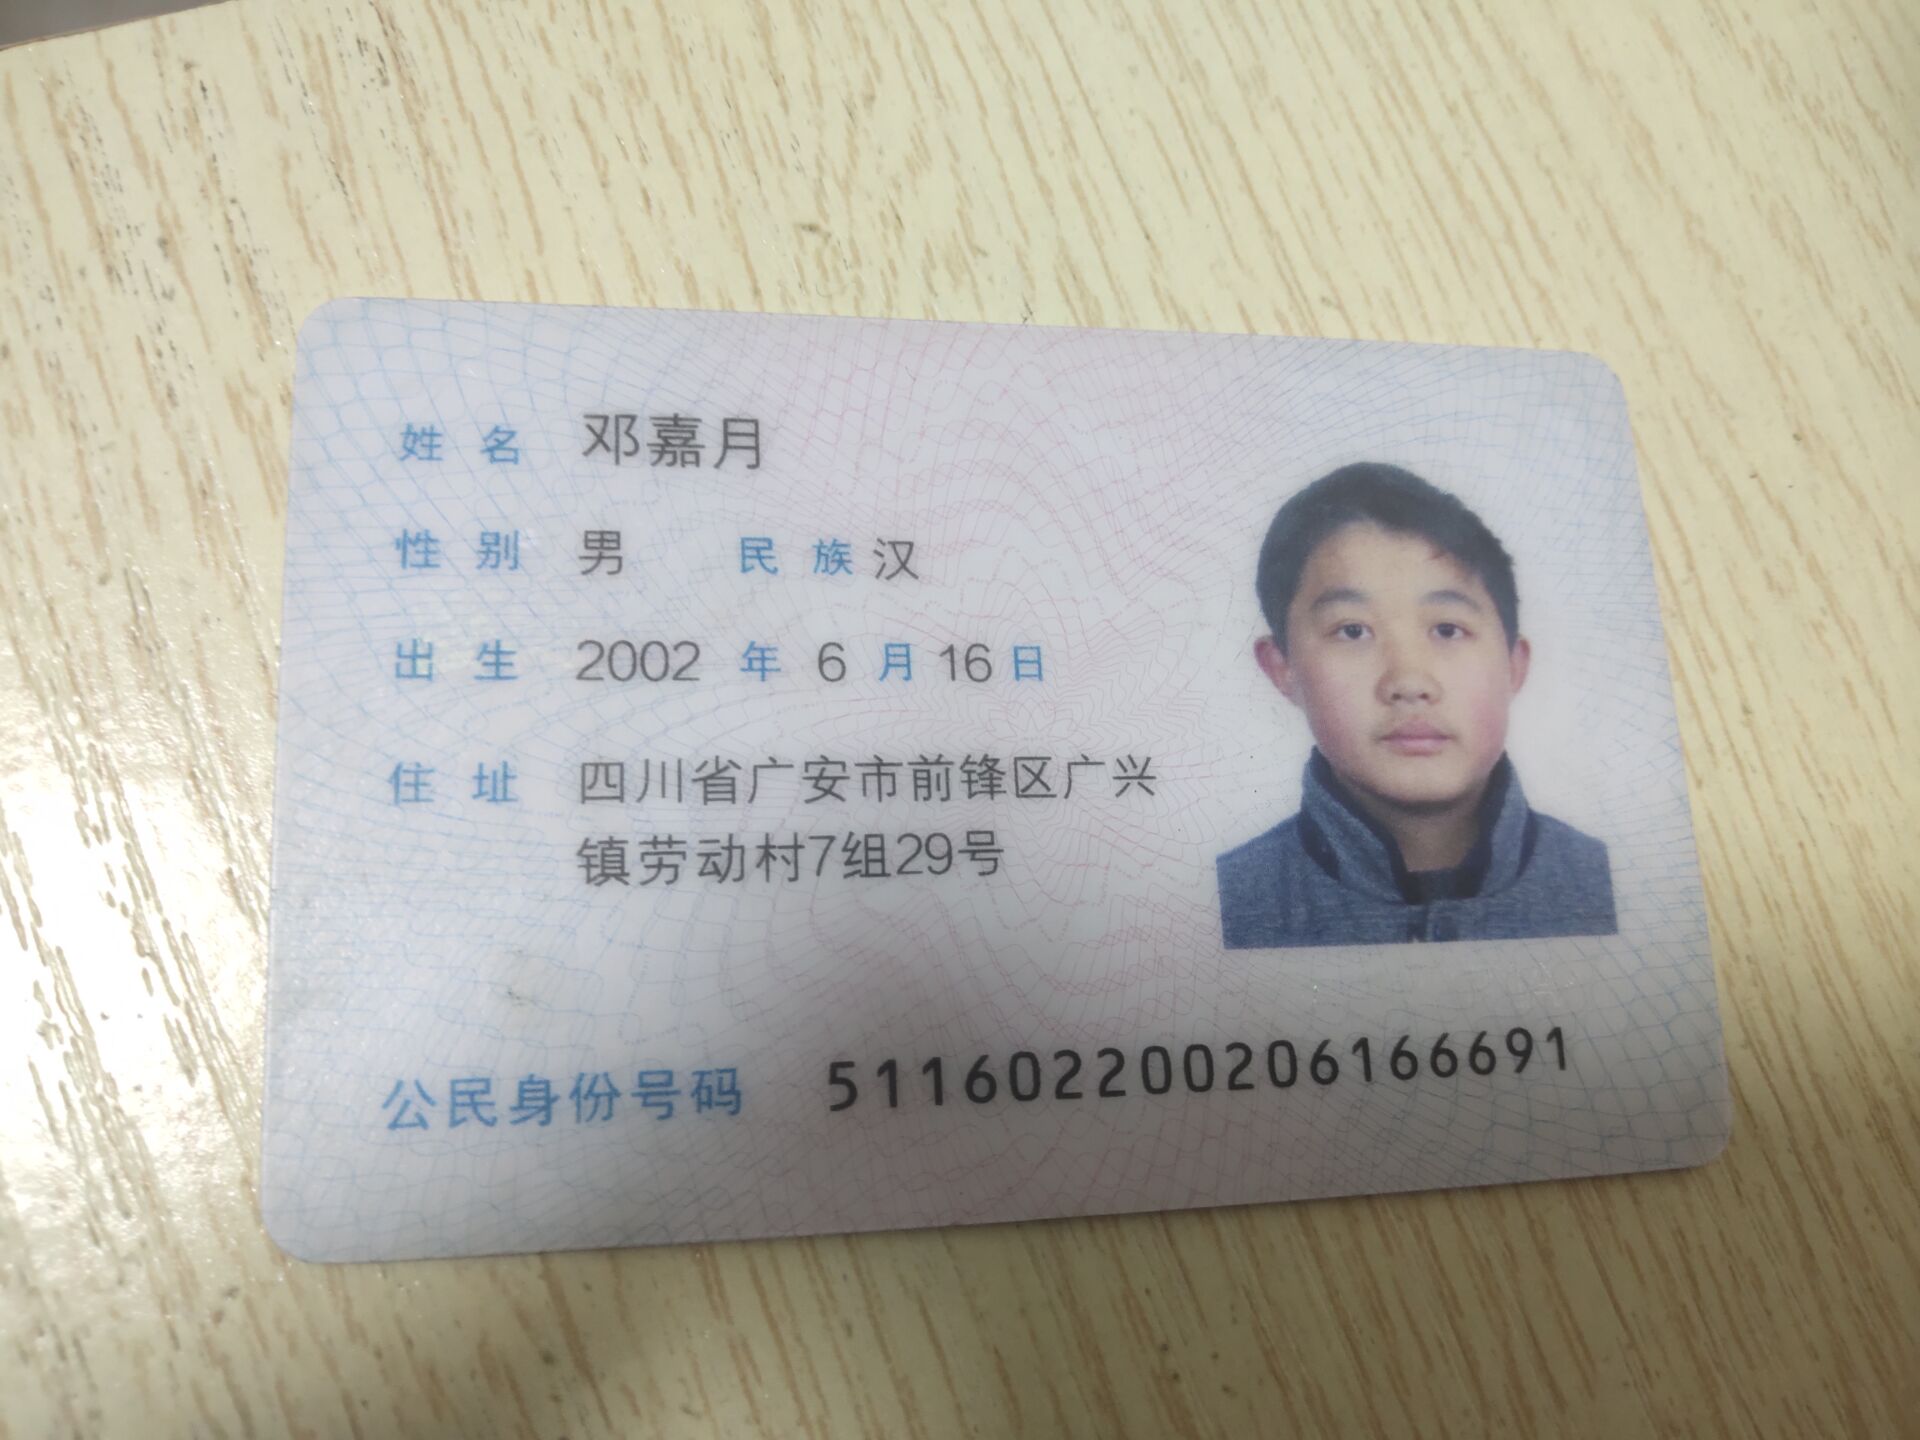 姓名 邓嘉月
性别 男 民族 汉
出生 2002 年 6 月 16 日
住址 四川省广安市前锋区广兴
镇劳动村7组29号
公民身份号码 511602200206166691